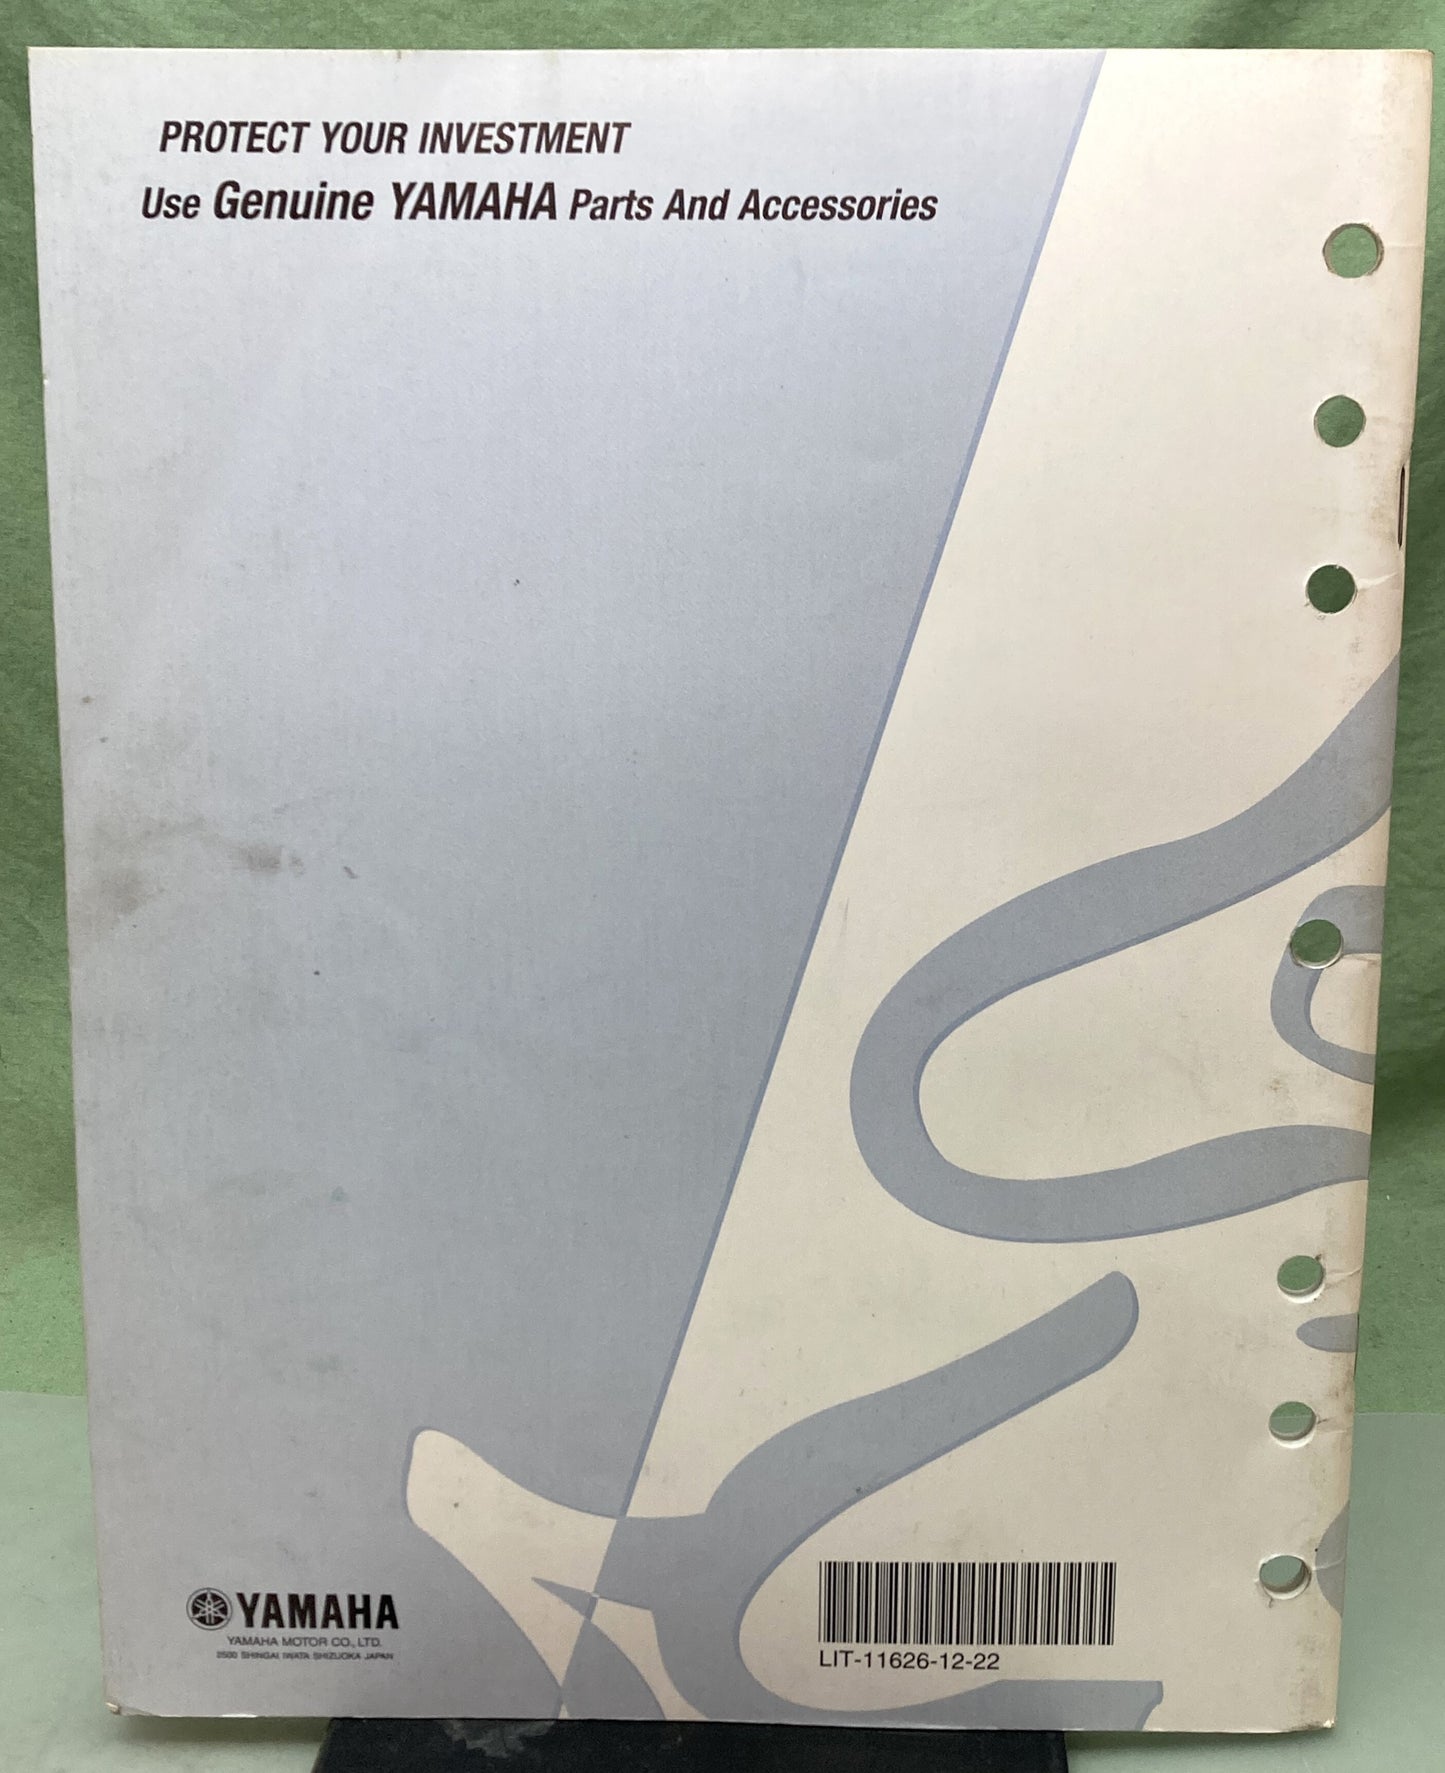 PROTECT YOUR INVESTMENT
Use Genuine YAMAHA Parts And Accessories
YAMAHA
YAMAHA MOTOR CO., LTD.
2500 SHINGAI IWATA SHIZUOKA JAPAN
LIT-11626-12-22